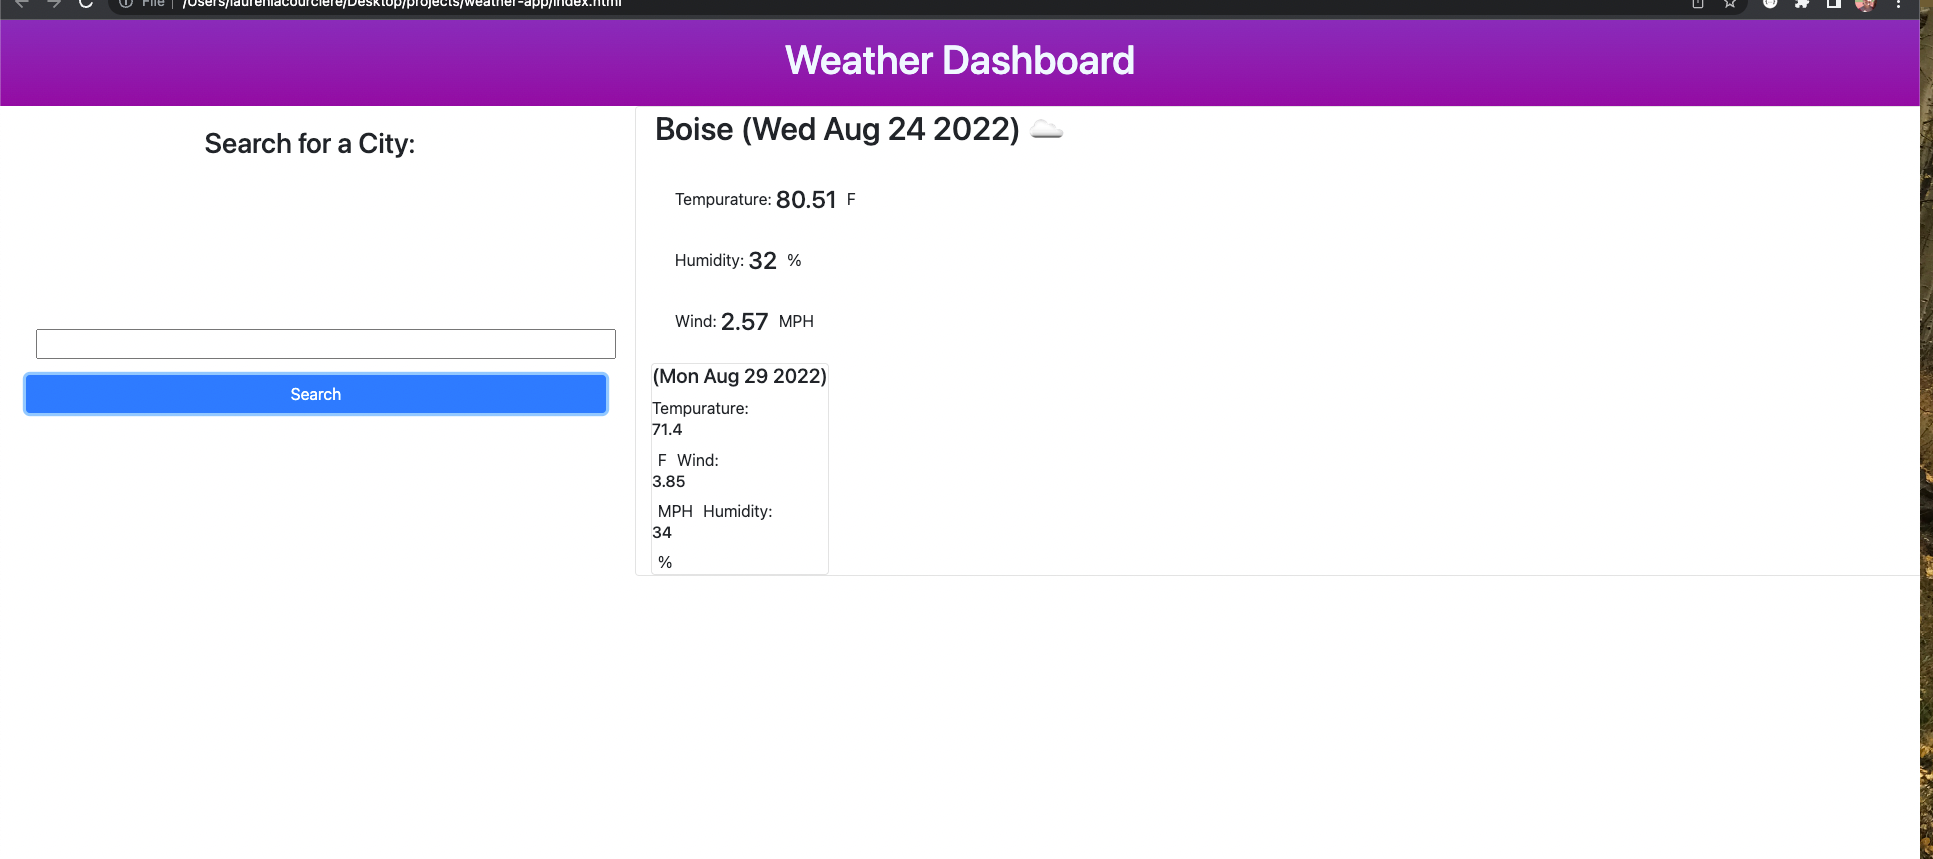 File | /Users/laurenlacourciere/Desktop/projects/weather-app/index.html
Weather Dashboard
Search for a City:
Search
Boise (Wed Aug 24 2022)
Tempurature: 80.51 F
Humidity: 32 %
Wind: 2.57 MPH
(Mon Aug 29 2022)
Tempurature:
71.4
F Wind:
3.85
MPH Humidity:
34
%